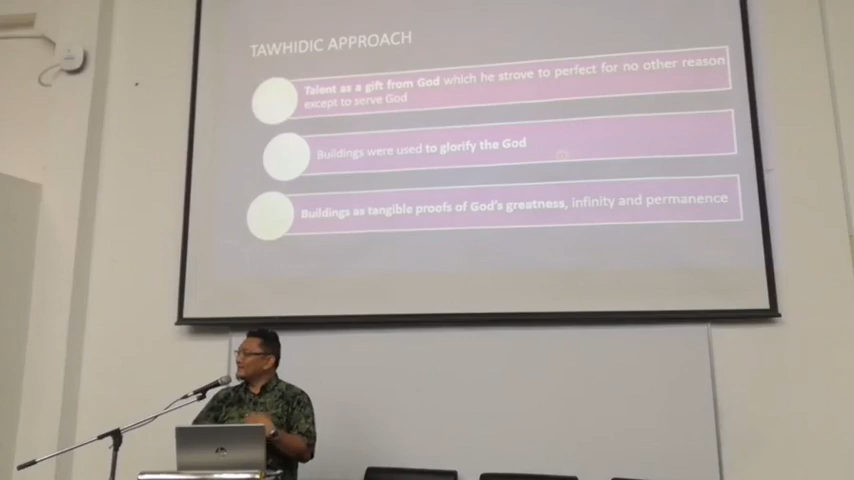 TAWHIDIC APPROACH
Talent as a gift from God which he strove to perfect for no other reason
except to serve God
Buildings were used to glorify the God
Buildings as tangible proofs of God's greatness, infinity and permanence
hp